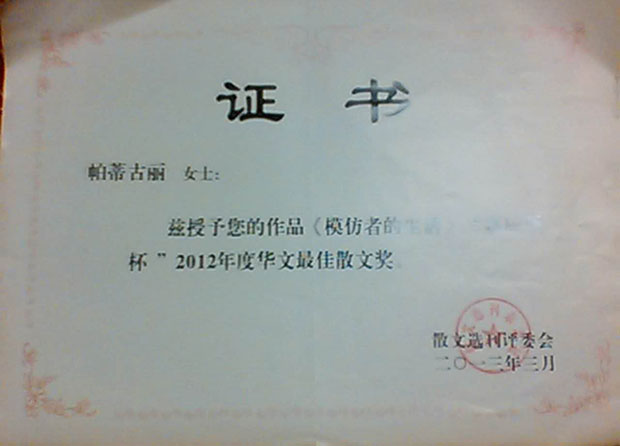 证 书
帕蒂古丽 女士：
兹授予您的作品《模仿者的生活》
杯”2012年度华文最佳散文奖。
散文选刊评委会
二〇一三年三月